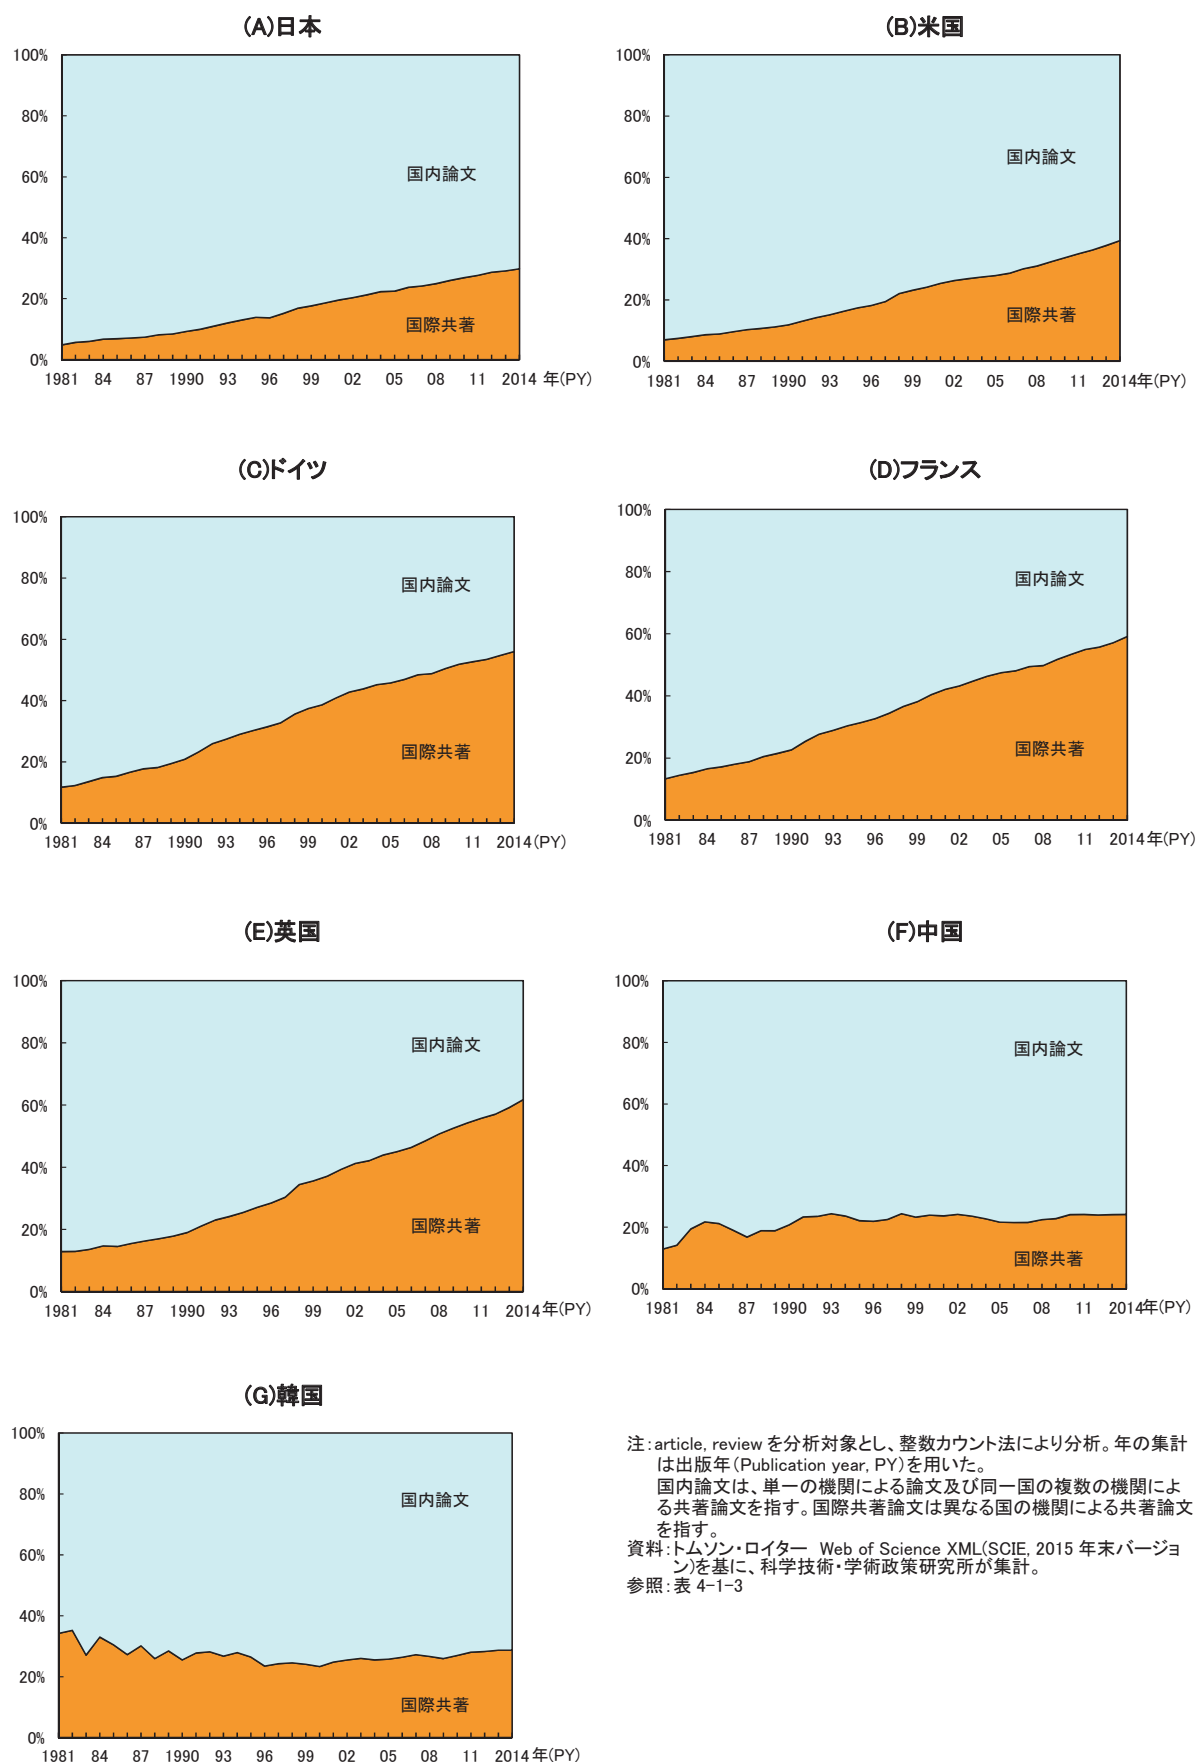 (A)日本
100%
80%
60%
40%
20%
0%
国内論文
国際共著
1981 84 87 1990 93 96 99 02 05 08 11 2014 年(PY)
(B)米国
100%
80%
60%
40%
20%
0%
国内論文
国際共著
1981 84 87 1990 93 96 99 02 05 08 11 2014年(PY)
(C)ドイツ
100%
80%
60%
40%
20%
0%
国内論文
国際共著
1981 84 87 1990 93 96 99 02 05 08 11 2014(PY)
(D)フランス
100%
80%
60%
40%
20%
0%
国内論文
国際共著
1981 84 87 1990 93 96 99 02 05 08 11 2014年(PY)
(E)英国
100%
80%
60%
40%
20%
0%
国内論文
国際共著
1981 84 87 1990 93 96 99 02 05 08 11 2014年(PY)
(F)中国
100%
80%
60%
40%
20%
0%
国内論文
国際共著
1981 84 87 1990 93 96 99 02 05 08 11 2014年(PY)
(G)韓国
100%
80%
60%
40%
20%
0%
国内論文
国際共著
1981 84 87 1990 93 96 99 02 05 08 11 2014年(PY)
注：article, review を分析対象とし、整数カウント法により分析。年の集計
は出版年（Publication year, PY）を用いた。
国内論文は、単一の機関による論文及び同一国の複数の機関によ
る共著論文を指す。国際共著論文は異なる国の機関による共著論文
を指す。
資料：トムソン・ロイター Web of Science XML(SCIE, 2015 年末バージョ
ン)を基に、科学技術・学術政策研究所が集計。
参照：表 4-1-3